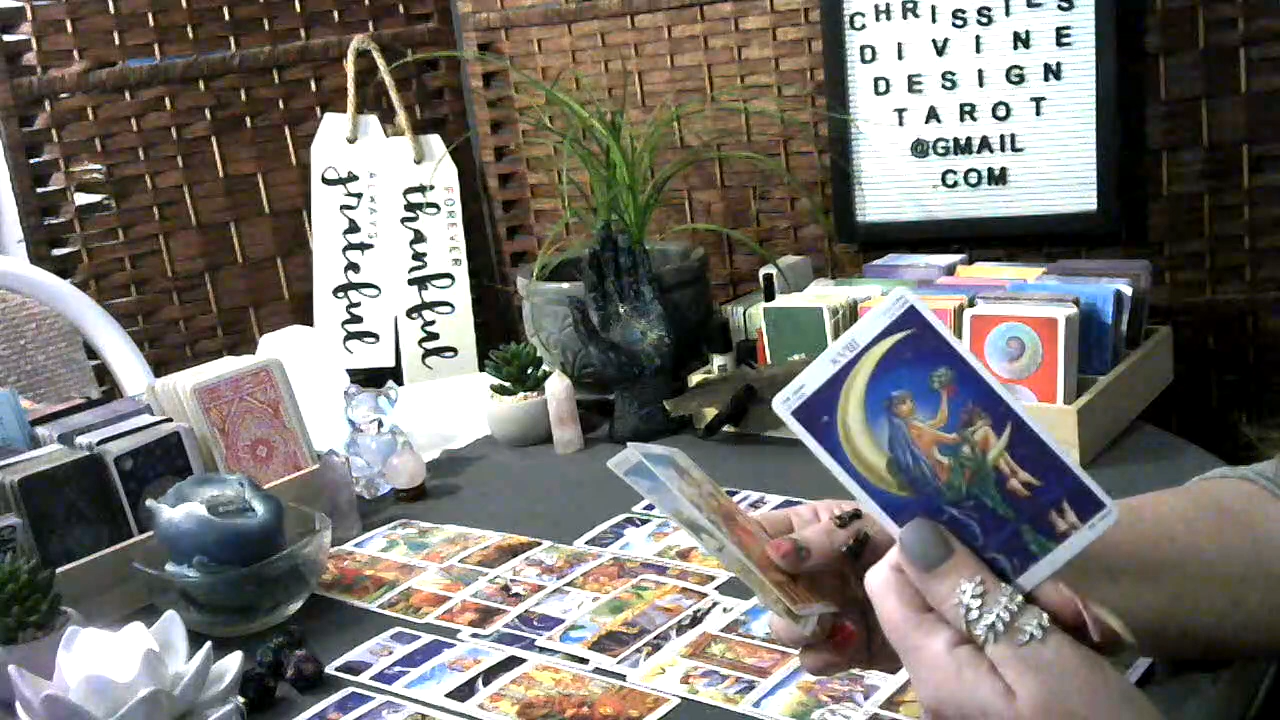 CHRISSIES
DIVINE
DESIGN
TAROT
@GMAIL
.COM
ALWAYS
grateful
FOREVER
thankful
XVIII